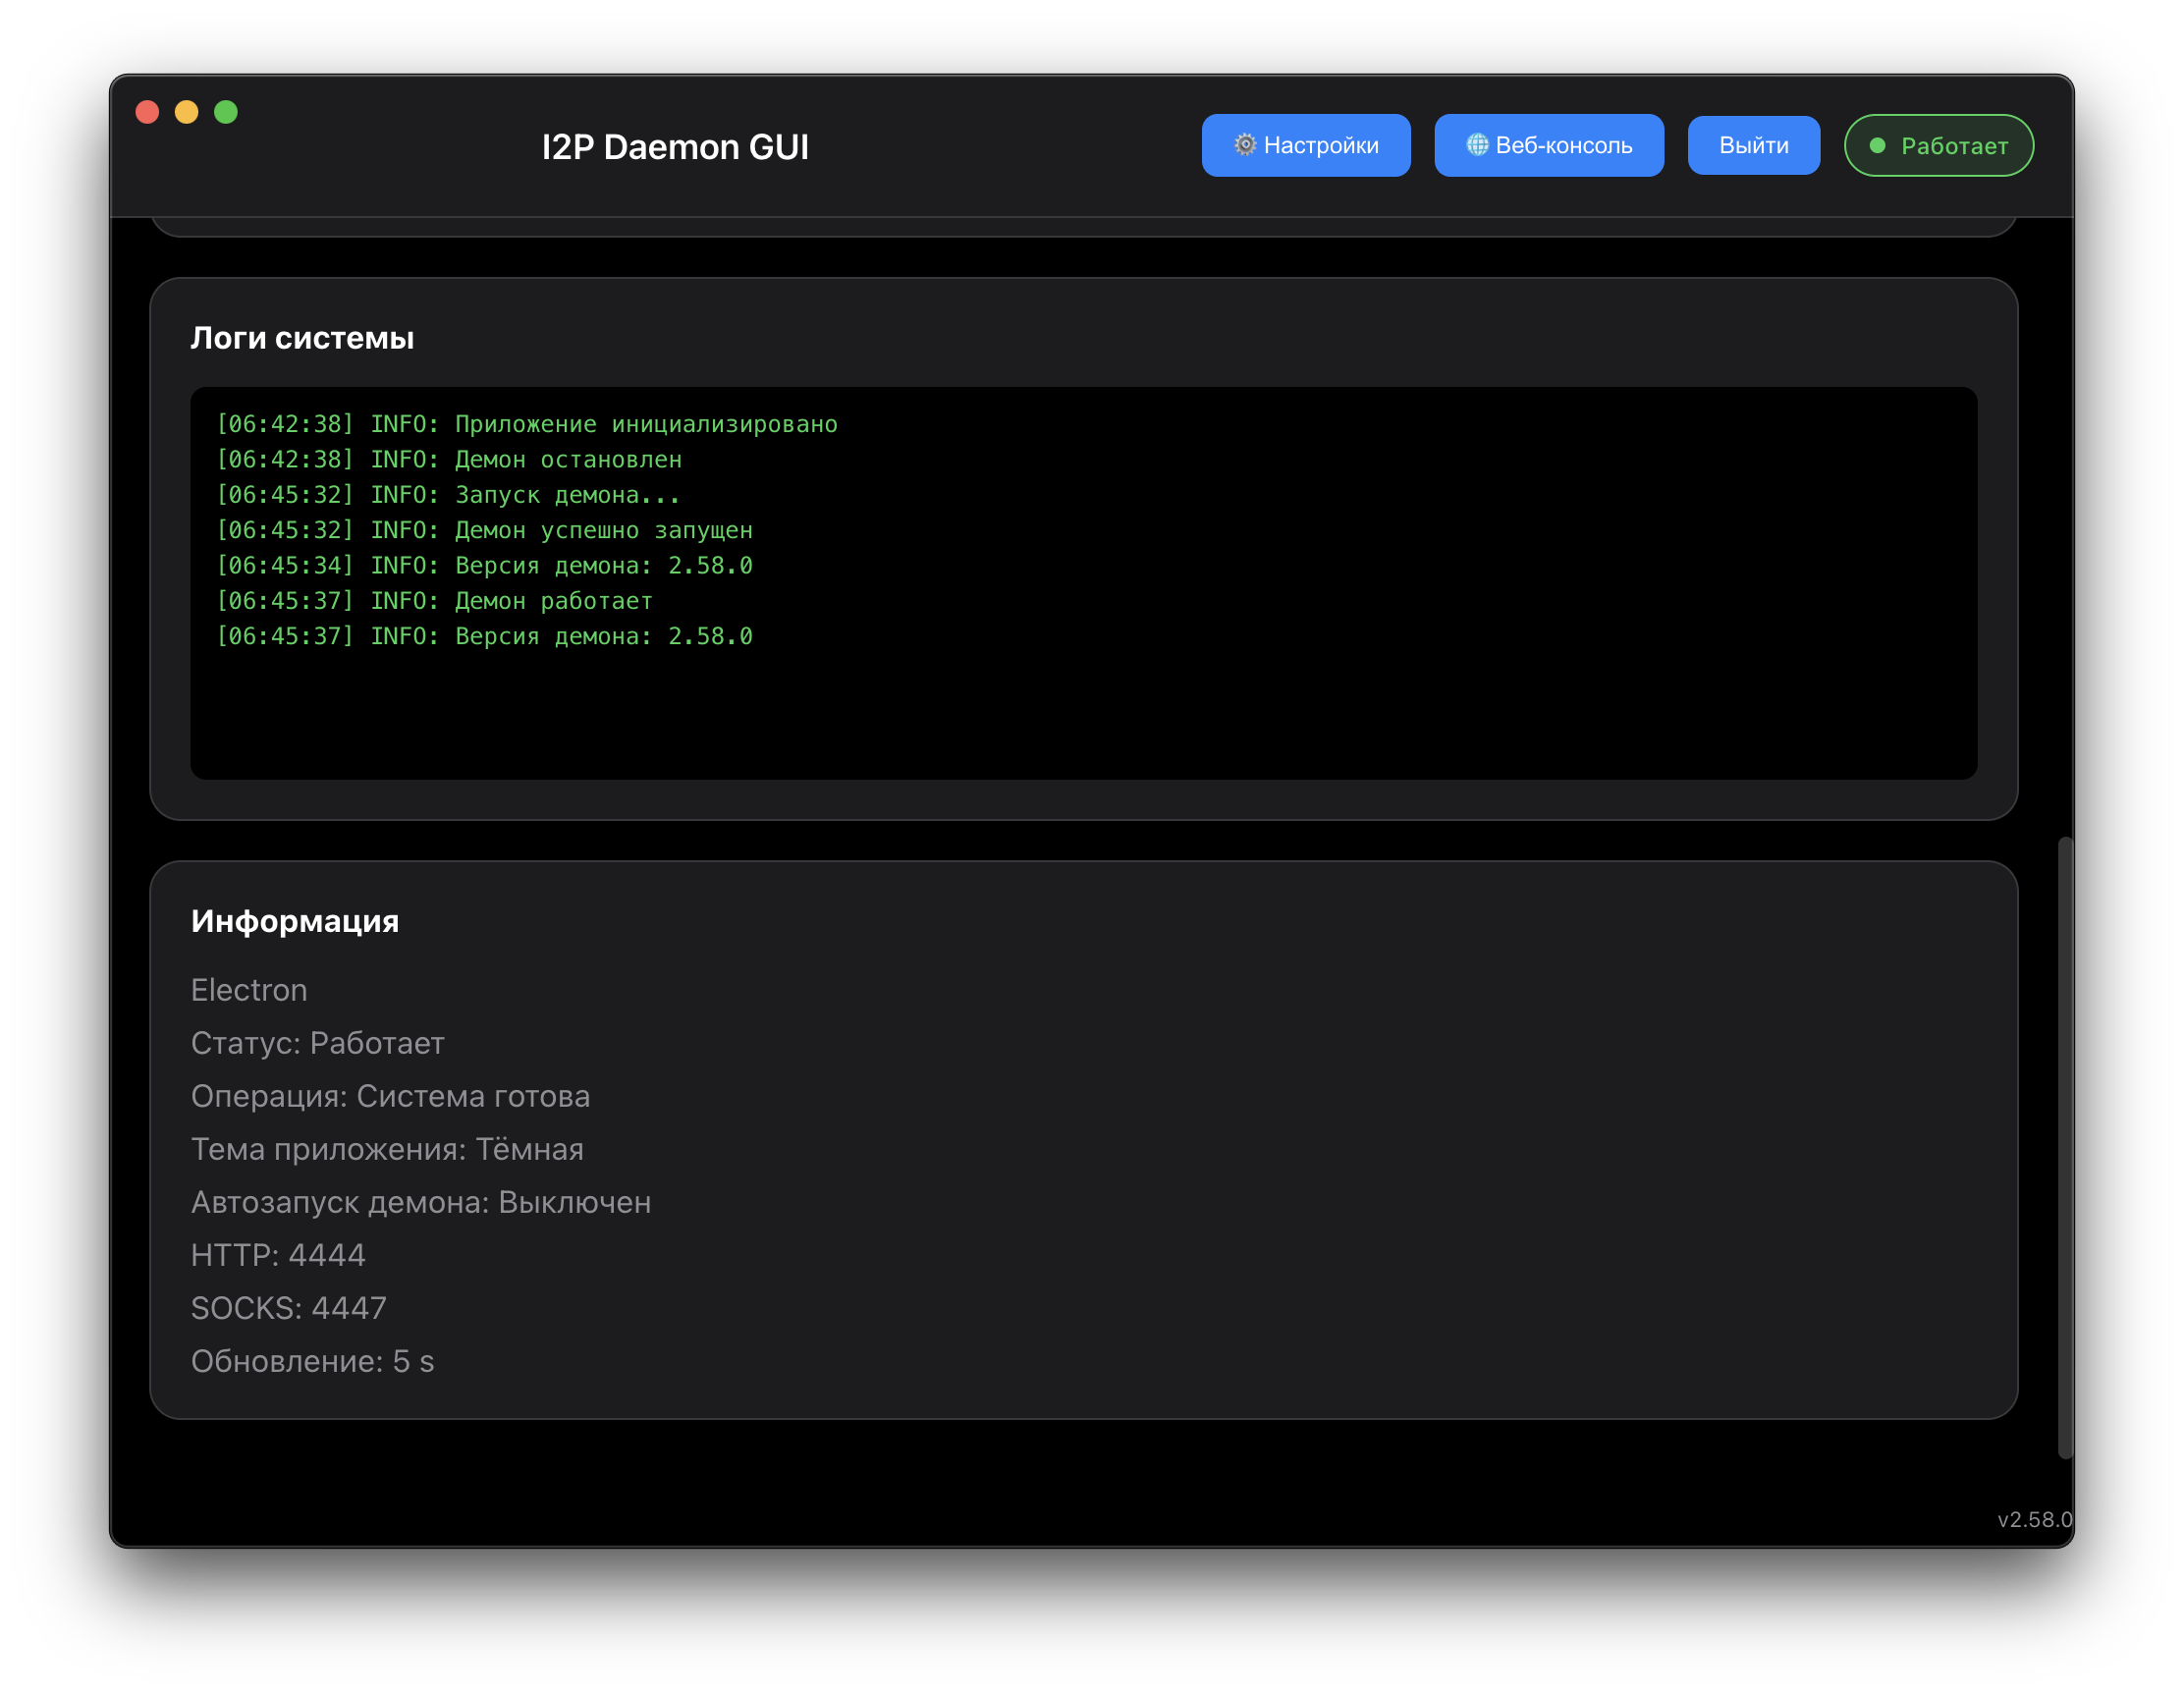 I2P Daemon GUI
Настройки
Веб-консоль
Выйти
Работает
Логи системы
[06:42:38] INFO: Приложение инициализировано
[06:42:38] INFO: Демон остановлен
[06:45:32] INFO: Запуск демона...
[06:45:32] INFO: Демон успешно запущен
[06:45:34] INFO: Версия демона: 2.58.0
[06:45:37] INFO: Демон работает
[06:45:37] INFO: Версия демона: 2.58.0
Информация
Electron
Статус: Работает
Операция: Система готова
Тема приложения: Тёмная
Автозапуск демона: Выключен
HTTP: 4444
SOCKS: 4447
Обновление: 5 s
v2.58.0